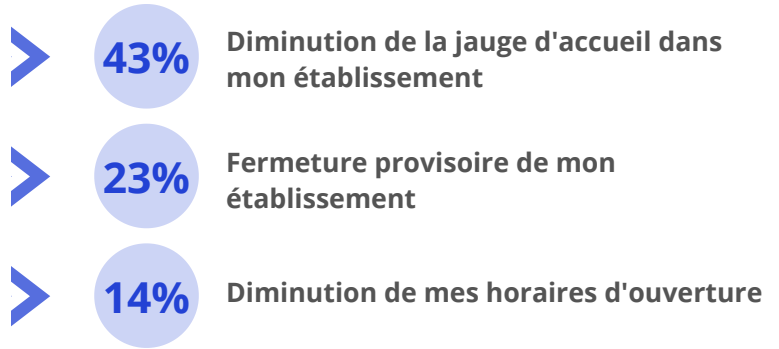 43%
Diminution de la jauge d'accueil dans
mon établissement
23%
Fermeture provisoire de mon
établissement
14%
Diminution de mes horaires d'ouverture